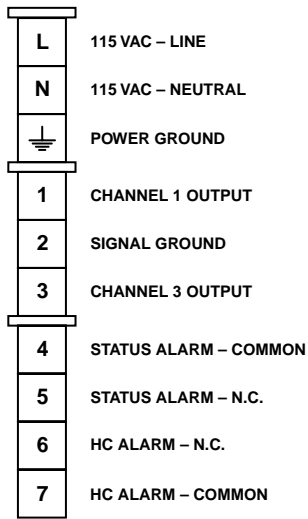 L 115 VAC – LINE
N 115 VAC – NEUTRAL
POWER GROUND
1 CHANNEL 1 OUTPUT
2 SIGNAL GROUND
3 CHANNEL 3 OUTPUT
4 STATUS ALARM – COMMON
5 STATUS ALARM – N.C.
6 HC ALARM – N.C.
7 HC ALARM – COMMON